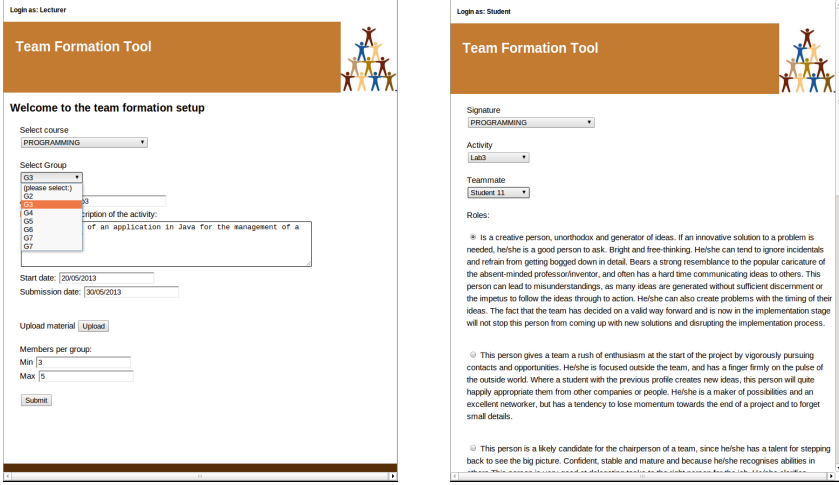 Login as: Lecturer
Team Formation Tool
Welcome to the team formation setup
Select course
PROGRAMMING
Select Group
G3
(please select:)
G2
G3
G4
G5
G6
G7
G7
cription of the activity:
of an application in Java for the management of a
Start date: 20/05/2013
Submission date: 30/05/2013
Upload material Upload
Members per group:
Min 3
Max 5
Submit
Login as: Student
Team Formation Tool
Signature
PROGRAMMING
Activity
Lab3
Teammate
Student 11
Roles:
Is a creative person, unorthodox and generator of ideas. If an innovative solution to a problem is
needed, he/she is a good person to ask. Bright and free-thinking. He/she can tend to ignore incidentals
and refrain from getting bogged down in detail. Bears a strong resemblance to the popular caricature of
the absent-minded professor/inventor, and often has a hard time communicating ideas to others. This
person can lead to misunderstandings, as many ideas are generated without sufficient discernment or
the impetus to follow the ideas through to action. He/she can also create problems with the timing of their
ideas. The fact that the team has decided on a valid way forward and is now in the implementation stage
will not stop this person from coming up with new solutions and disrupting the implementation process.
This person gives a team a rush of enthusiasm at the start of the project by vigorously pursuing
contacts and opportunities. He/she is focused outside the team, and has a finger firmly on the pulse of
the outside world. Where a student with the previous profile creates new ideas, this person will quite
happily appropriate them from other companies or people. He/she is a maker of possibilities and an
excellent networker, but has a tendency to lose momentum towards the end of a project and to forget
small details.
This person is a likely candidate for the chairperson of a team, since he/she has a talent for stepping
back to see the big picture. Confident, stable and mature and because he/she recognises abilities in